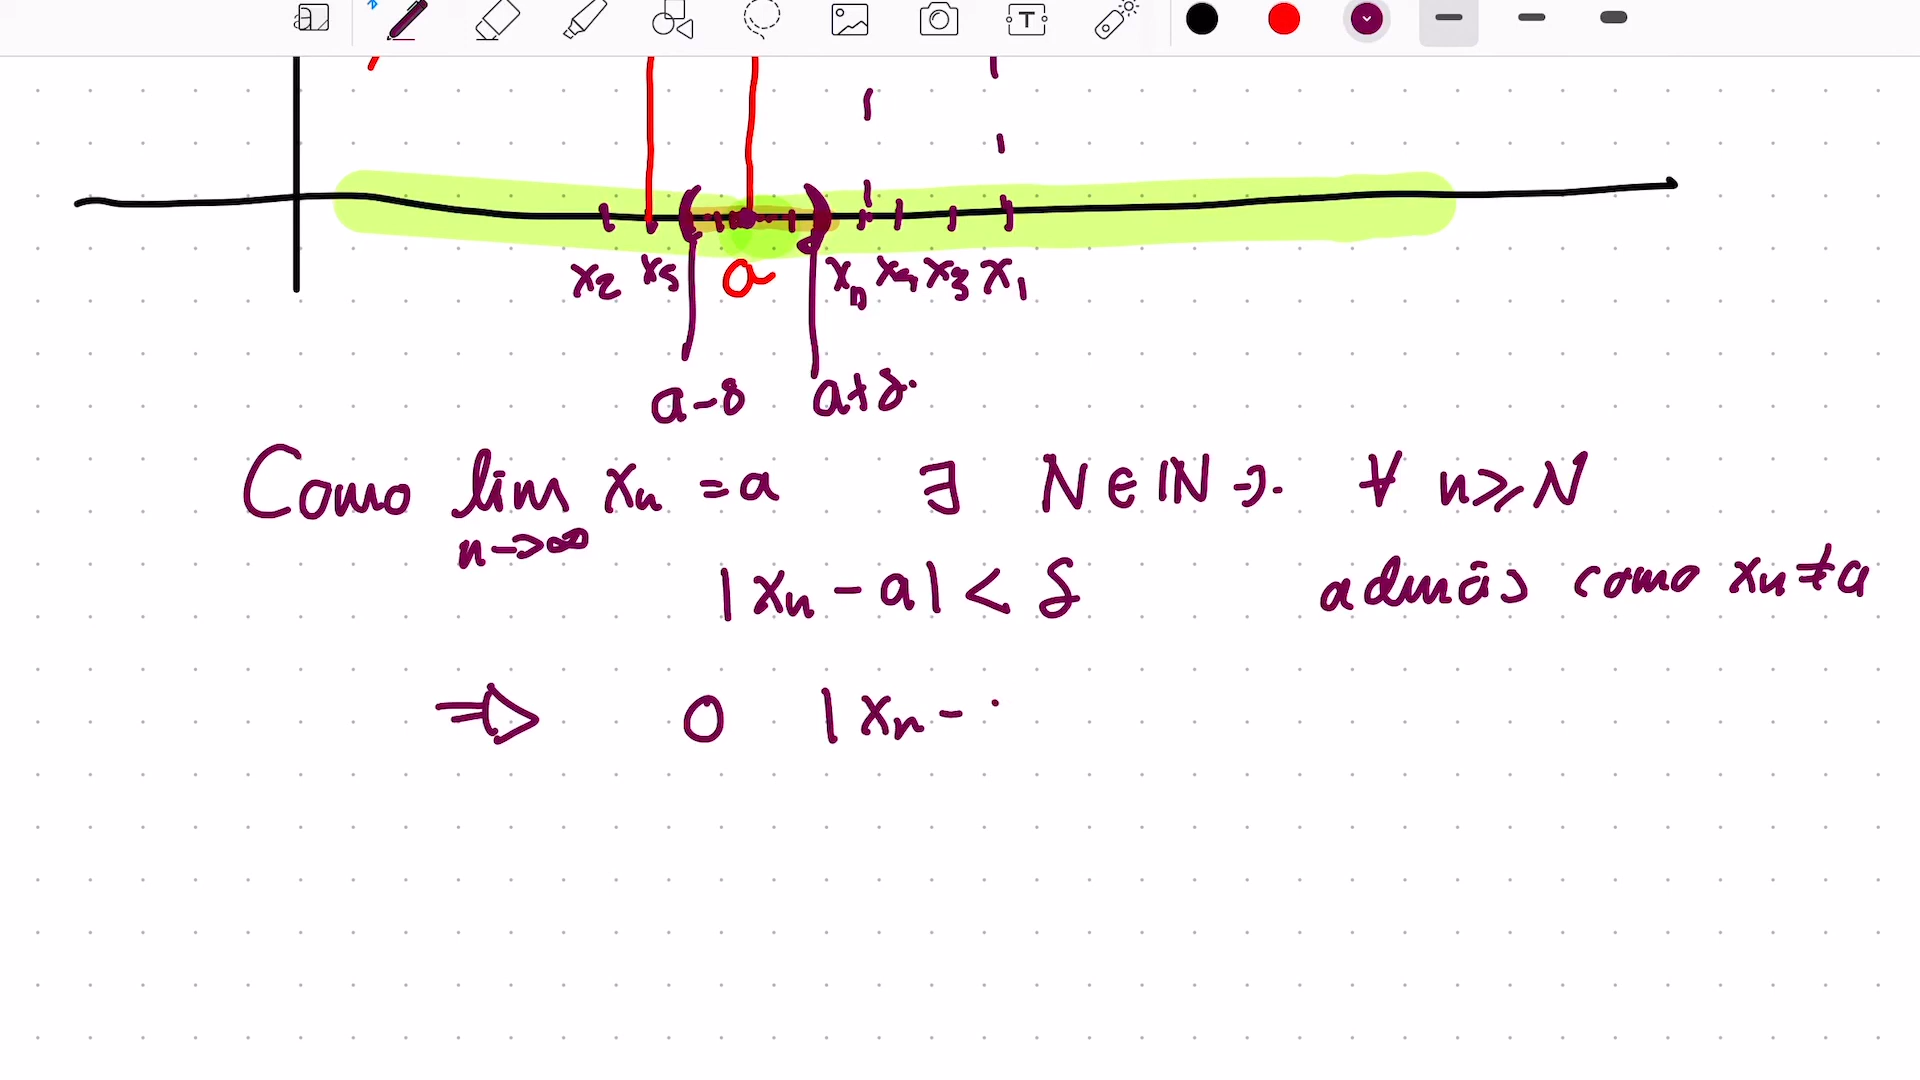 a
T
x₂ x₅ a xₙ x₄ x₃ x₁
a-δ a+δ
Como lim xₙ = a ∃ N ∈ ℕ ∋. ∀ n ≥ N
n→∞
|xₙ - a| < δ además como xₙ ≠ a
⇒ 0 |xₙ -